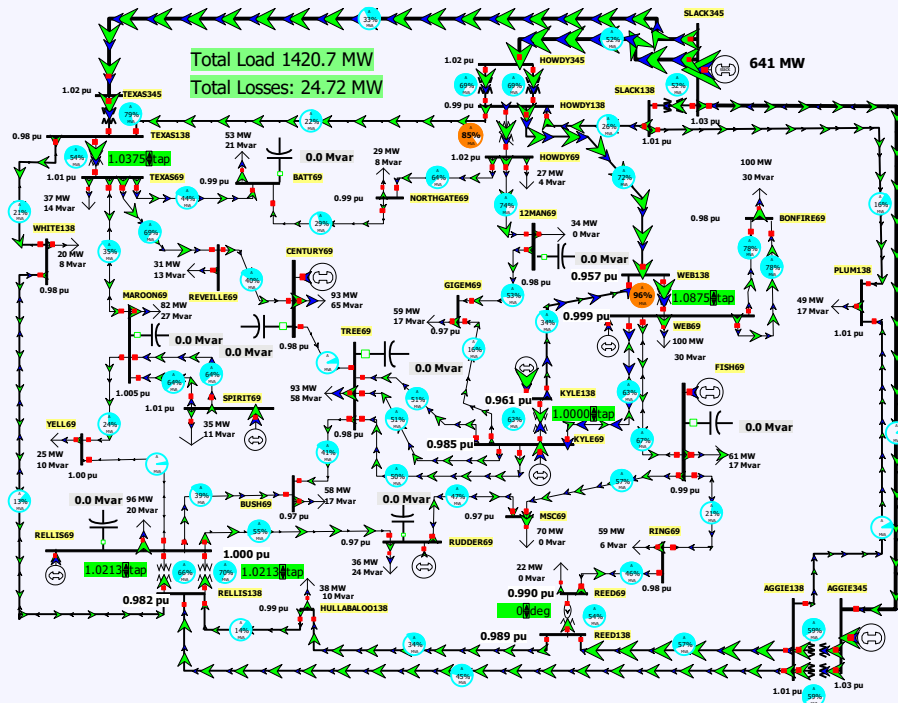 33%
SLACK345
52%
Total Load 1420.7 MW
Total Losses: 24.72 MW
1.02 pu
HOWDY345
641 MW
69%
69%
SLACK138
52%
1.02 pu
TEXAS345
0.99 pu
HOWDY138
1.03 pu
79%
22%
26%
1.01 pu
0.98 pu
TEXAS138
85%
53 MW
21 Mvar
0.0 Mvar
29 MW
8 Mvar
1.02 pu
HOWDY69
54%
1.0375 tap
1.01 pu
TEXAS69
BATT69
64%
27 MW
4 Mvar
72%
100 MW
30 Mvar
0.99 pu
44%
NORTHGATE69
0.99 pu
74%
16%
37 MW
14 Mvar
21%
29%
12MAN69
34 MW
0 Mvar
0.98 pu
BONFIRE69
WHITE138
69%
20 MW
8 Mvar
35%
CENTURY69
0.0 Mvar
78%
78%
31 MW
13 Mvar
0.98 pu
0.957 pu
WEB138
PLUM138
0.98 pu
REVEILLE69
40%
GIGEM69
53%
96%
1.0875 tap
MAROON69
82 MW
27 Mvar
93 MW
65 Mvar
59 MW
17 Mvar
0.97 pu
34%
0.999 pu
WEB69
49 MW
17 Mvar
1.01 pu
0.0 Mvar
0.0 Mvar
0.98 pu
TREE69
16%
100 MW
30 Mvar
64%
64%
FISH69
93 MW
58 Mvar
51%
0.961 pu
KYLE138
63%
1.005 pu
1.01 pu
SPIRIT69
51%
63%
1.0000 tap
0.0 Mvar
YELL69
24%
35 MW
11 Mvar
0.98 pu
0.985 pu
KYLE69
67%
25 MW
10 Mvar
1.00 pu
41%
50%
57%
61 MW
17 Mvar
0.99 pu
0.0 Mvar
96 MW
20 Mvar
39%
BUSH69
58 MW
17 Mvar
0.0 Mvar
47%
0.97 pu
MSC69
21%
13%
0.97 pu
70 MW
0 Mvar
59 MW
6 Mvar
RING69
RELLIS69
55%
0.97 pu
RUDDER69
1.000 pu
36 MW
24 Mvar
22 MW
0 Mvar
46%
0.98 pu
1.0213 tap
66%
70%
1.0213 tap
38 MW
10 Mvar
0.990 pu
REED69
AGGIE138
AGGIE345
0.982 pu
RELLIS138
0.99 pu
HULLABALOO138
0 deg
54%
14%
0.989 pu
REED138
59%
34%
57%
45%
1.01 pu
1.03 pu
59%